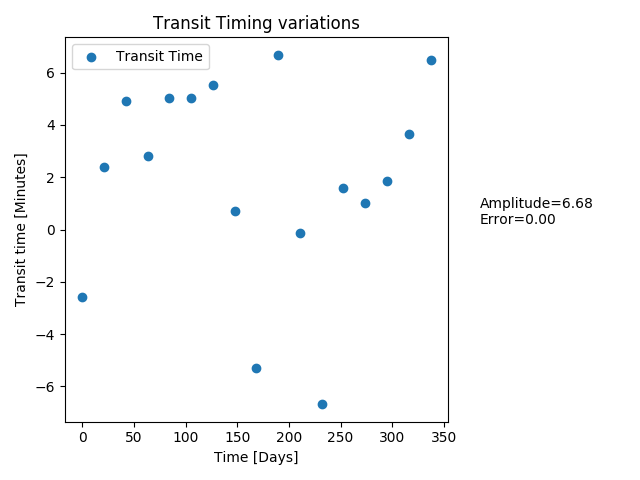 Transit Timing variations
Transit Time
Transit time [Minutes]
6
4
2
0
−2
−4
−6
0 50 100 150 200 250 300 350
Time [Days]
Amplitude=6.68
Error=0.00